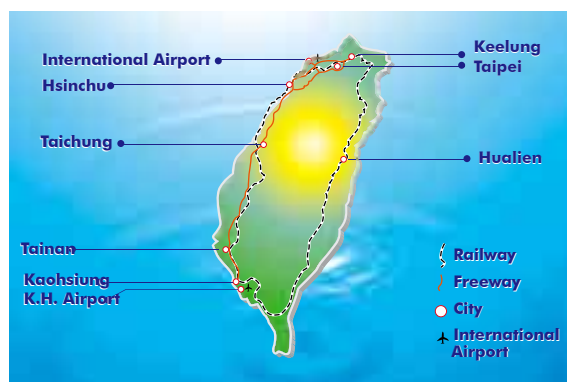 Keelung
International Airport
Taipei
Hsinchu
Taichung
Hualien
Tainan
Railway
Kaohsiung
Freeway
K.H. Airport
City
International
Airport